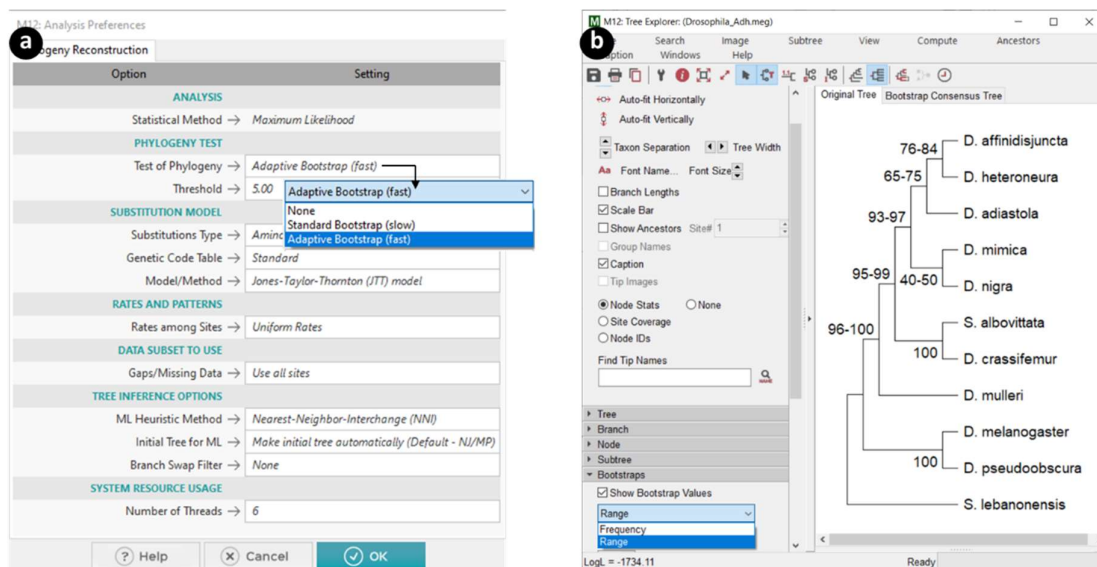 M12: Analysis Preferences
a
ogeny Reconstruction
Option Setting
ANALYSIS
Statistical Method → Maximum Likelihood
PHYLOGENY TEST
Test of Phylogeny → Adaptive Bootstrap (fast)
Threshold → 5.00 Adaptive Bootstrap (fast)
None
SUBSTITUTION MODEL Standard Bootstrap (slow)
Substitutions Type → Amino Adaptive Bootstrap (fast)
Genetic Code Table → Standard
Model/Method → Jones-Taylor-Thornton (JTT) model
RATES AND PATTERNS
Rates among Sites → Uniform Rates
DATA SUBSET TO USE
Gaps/Missing Data → Use all sites
TREE INFERENCE OPTIONS
ML Heuristic Method → Nearest-Neighbor-Interchange (NNI)
Initial Tree for ML → Make initial tree automatically (Default - NJ/MP)
Branch Swap Filter → None
SYSTEM RESOURCE USAGE
Number of Threads → 6
? Help
Cancel
OK
M M12: Tree Explorer: (Drosophila_Adh.meg)
b
Search Image Subtree View Compute Ancestors
ption Windows Help
Auto-fit Horizontally
Auto-fit Vertically
Taxon Separation Tree Width
Aa Font Name... Font Size
Branch Lengths
Scale Bar
Show Ancestors Site# 1
Group Names
Caption
Tip Images
Node Stats None
Site Coverage
Node IDs
Find Tip Names
NAME
Tree
Branch
Node
Subtree
Bootstraps
Show Bootstrap Values
Range
Frequency
Range
LogL = -1734.11 Ready
Original Tree Bootstrap Consensus Tree
D. affinidisjuncta
76-84
D. heteroneura
65-75
D. adiastola
93-97
D. mimica
40-50
D. nigra
95-99
S. albovittata
96-100
100
D. crassifemur
D. mulleri
D. melanogaster
100
D. pseudoobscura
S. lebanonensis